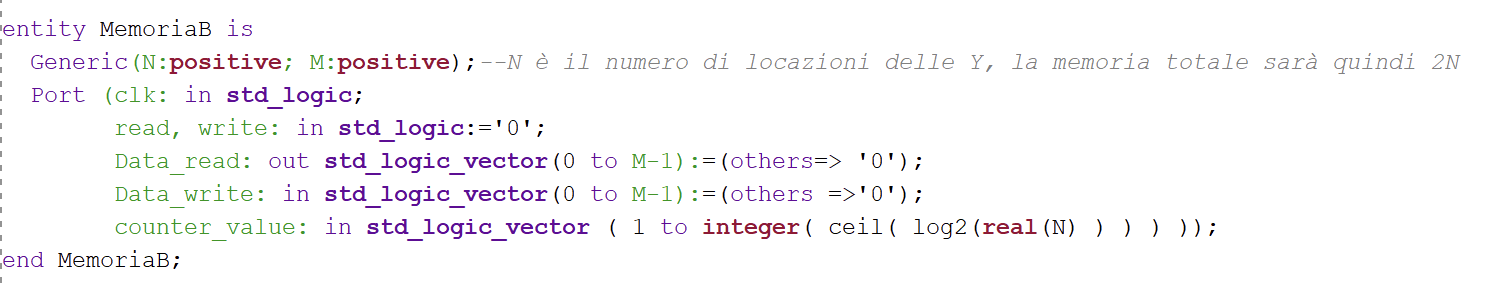 entity MemoriaB is
Generic(N:positive; M:positive);--N è il numero di locazioni delle Y, la memoria totale sarà quindi 2N
Port (clk: in std_logic;
read, write: in std_logic:='0';
Data_read: out std_logic_vector(0 to M-1):=(others=> '0');
Data_write: in std_logic_vector(0 to M-1):=(others =>'0');
counter_value: in std_logic_vector ( 1 to integer( ceil( log2(real(N) ) ) ) ));
end MemoriaB;